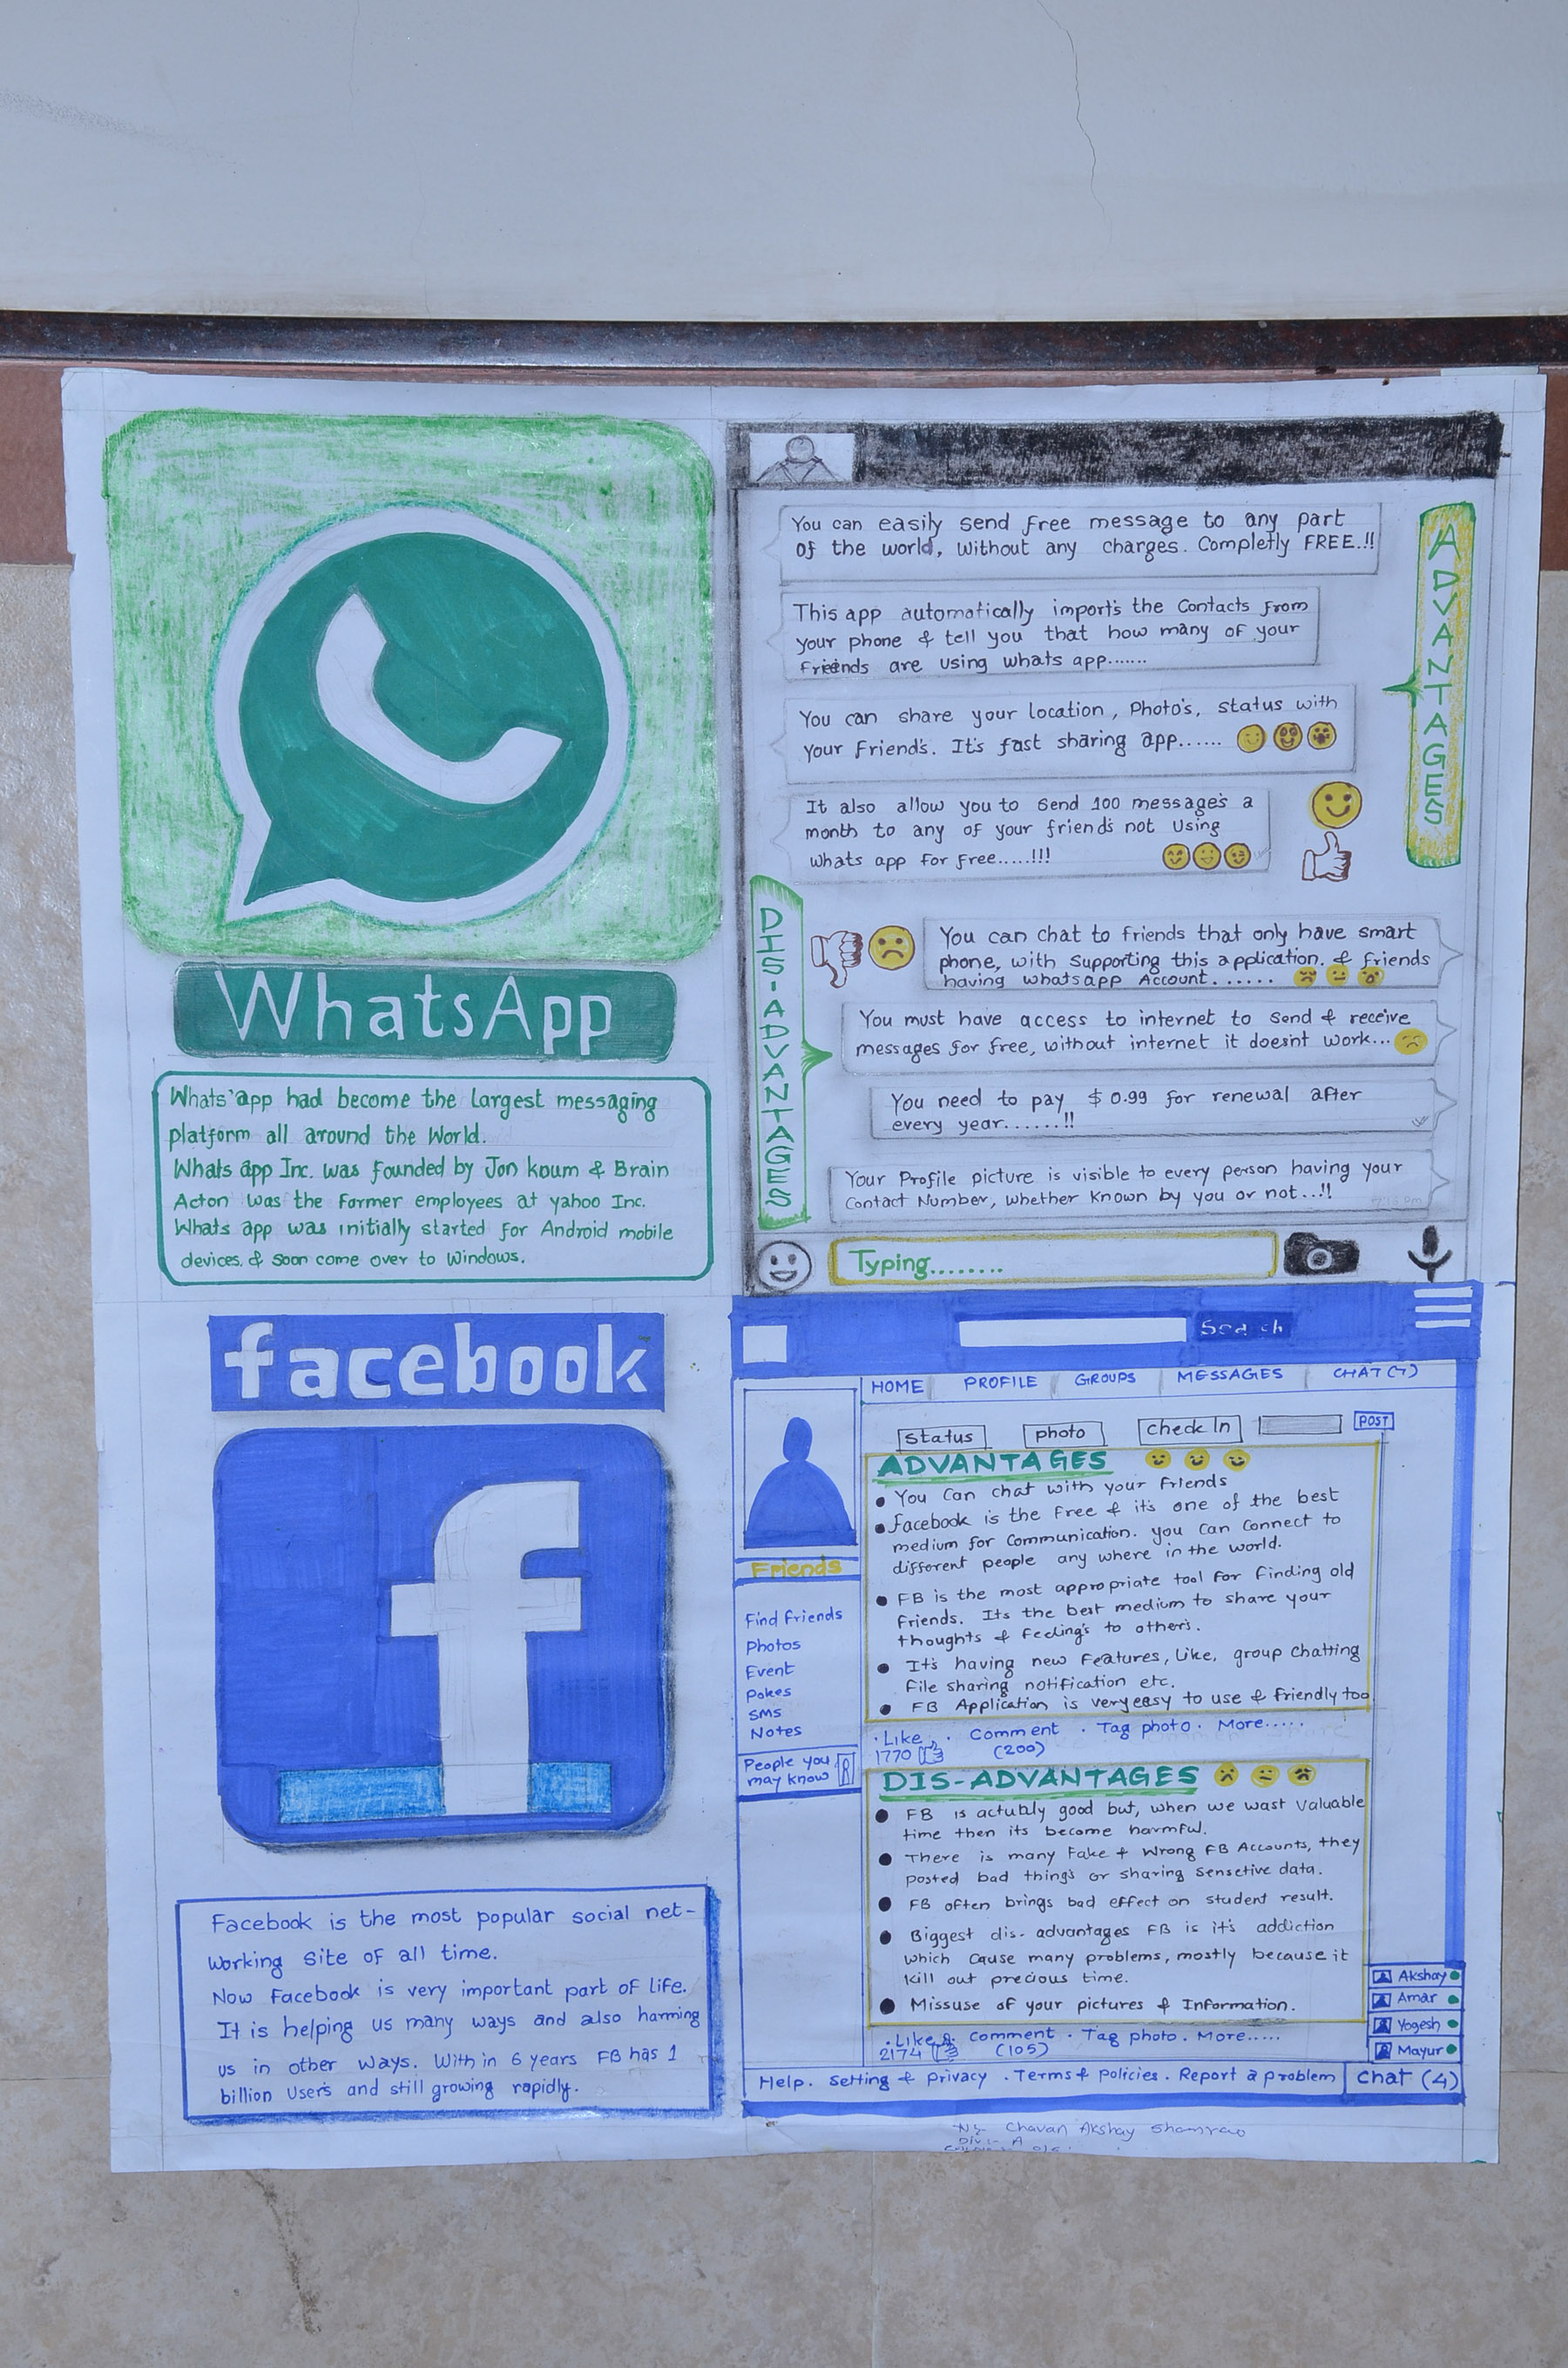 WhatsApp
Whats'app had become the largest messaging
platform all around the World.
Whats app Inc. was founded by Jon koum & Brain
Acton was the former employees at yahoo Inc.
Whats app was initially started for Android mobile
devices. & soon come over to Windows.
ADVANTAGES
You can easily send free message to any part
of the world, without any charges. Completly FREE.!!
This app automatically import's the Contacts from
your phone & tell you that how many of your
friends are using whats app.......
You can share your location, Photo's, status with
your Friend's. It's fast sharing app......
It also allow you to send 100 message's a
month to any of your friend's not Using
whats app for free.....!!!
DIS-ADVANTAGES
You can chat to friends that only have smart
phone, with supporting this application. & friends
having whatsapp Account......
You must have access to internet to send & receive
messages for free, without internet it doesn't work...
You need to pay $ 0.99 for renewal after
every year.......!!
Your Profile picture is visible to every person having your
Contact Number, whether known by you or not...!!
Typing........
facebook
f
Facebook is the most popular social net-
working site of all time.
Now Facebook is very important part of life.
It is helping us many ways and also harming
us in other ways. With in 6 years FB has 1
billion Users and still growing rapidly.
Search
HOME PROFILE GROUPS MESSAGES CHAT(7)
status photo check In POST
Friends
Find friends
Photos
Event
Pokes
SMS
Notes
People you
may know
ADVANTAGES
You Can chat with your friends
facebook is the free & it's one of the best
medium for Communication. you can connect to
different people any where in the world.
FB is the most appropriate tool for finding old
friends. Its the best medium to share your
thoughts & feeling's to other's.
It's having new features, Like, group chatting
file sharing notification etc.
FB Application is very easy to use & friendly too
Like Comment Tag photo More.....
1770 (200)
DIS-ADVANTAGES
FB is actually good but, when we wast Valuable
time then its become harmful.
There is many Fake & Wrong FB Accounts, they
posted bad thing's or sharing sensetive data.
FB often brings bad effect on student result.
Biggest dis-advantages FB is it's addiction
which Cause many problems, mostly because it
kill out precious time.
Missuse of your pictures & Information.
Like & Comment Tag photo. More.....
2174 (105)
Akshay
Amar
Yogesh
Mayur
Help. Setting & privacy . Terms & policies. Report a problem Chat (4)
Chavan Akshay Shamrao
Div:- A